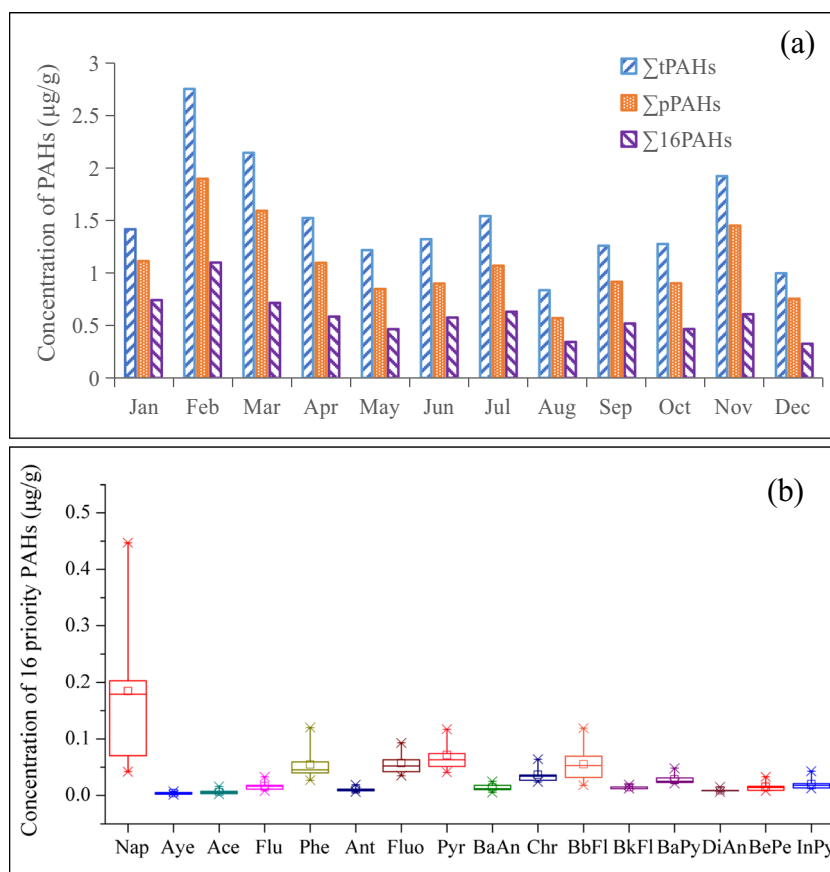 (a)
Concentration of PAHs (μg/g)
3
2.5
2
1.5
1
0.5
0
∑tPAHs
∑pPAHs
∑16PAHs
Jan Feb Mar Apr May Jun Jul Aug Sep Oct Nov Dec
(b)
Concentration of 16 priority PAHs (μg/g)
0.5
0.4
0.3
0.2
0.1
0.0
Nap Aye Ace Flu Phe Ant Fluo Pyr BaAn Chr BbFl BkFl BaPy DiAn BePe InPy